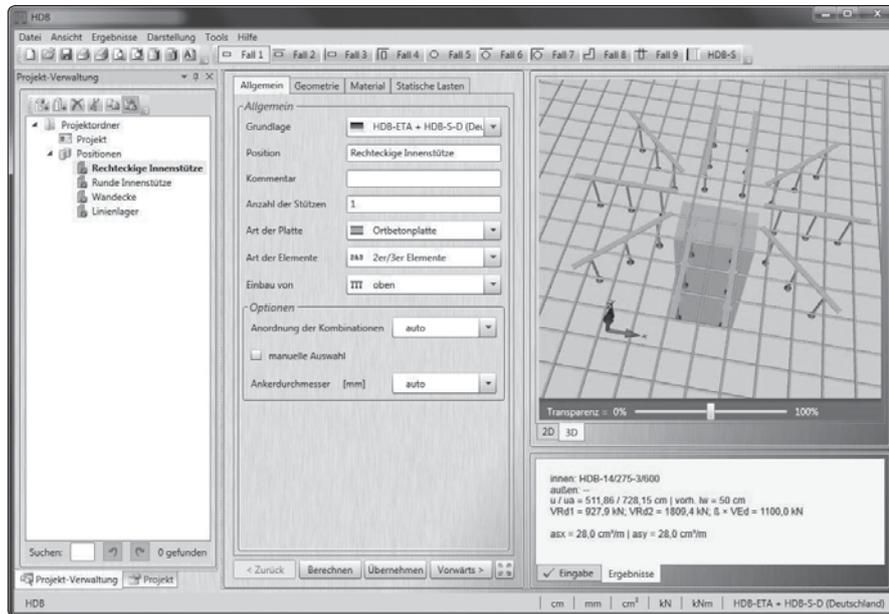 HDB
Datei Ansicht Ergebnisse Darstellung Tools Hilfe
Fall 1 Fall 2 Fall 3 Fall 4 Fall 5 Fall 6 Fall 7 Fall 8 Fall 9 HDB-S
Projekt-Verwaltung
Projektordner
Projekt
Positionen
Rechteckige Innenstütze
Runde Innenstütze
Wandecke
Linienlager
Suchen: 0 gefunden
Projekt-Verwaltung Projekt
Allgemein Geometrie Material Statische Lasten
Allgemein
Grundlage HDB-ETA + HDB-S-D (Deu
Position Rechteckige Innenstütze
Kommentar
Anzahl der Stützen 1
Art der Platte Ortbetonplatte
Art der Elemente 2&3 2er/3er Elemente
Einbau von oben
Optionen
Anordnung der Kombinationen auto
manuelle Auswahl
Ankerdurchmesser [mm] auto
< Zurück Berechnen Übernehmen Vorwärts >
Transparenz = 0% 100%
2D 3D
innen: HDB-14/275-3/600
außen: --
u / ua = 511,86 / 728,15 cm | vorh. lw = 50 cm
VRd1 = 927,9 kN; VRd2 = 1809,4 kN; ß × VEd = 1100,0 kN
asx = 28,0 cm²/m | asy = 28,0 cm²/m
Eingabe Ergebnisse
HDB cm mm cm² kN kNm HDB-ETA + HDB-S-D (Deutschland)